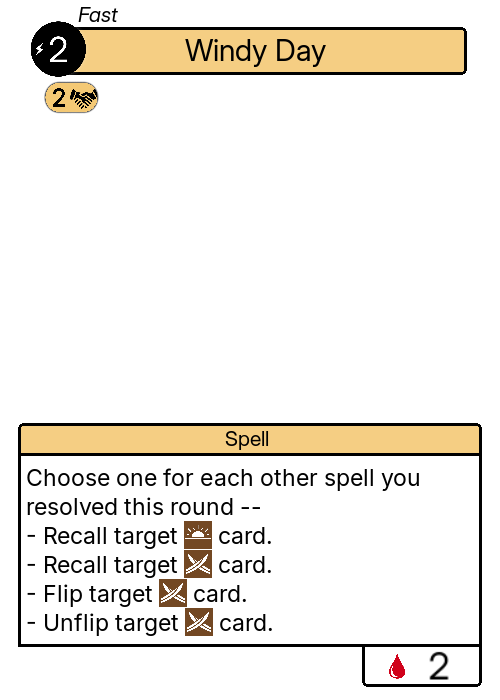 Fast
2 Windy Day
2
Spell
Choose one for each other spell you
resolved this round --
- Recall target card.
- Recall target card.
- Flip target card.
- Unflip target card.
2